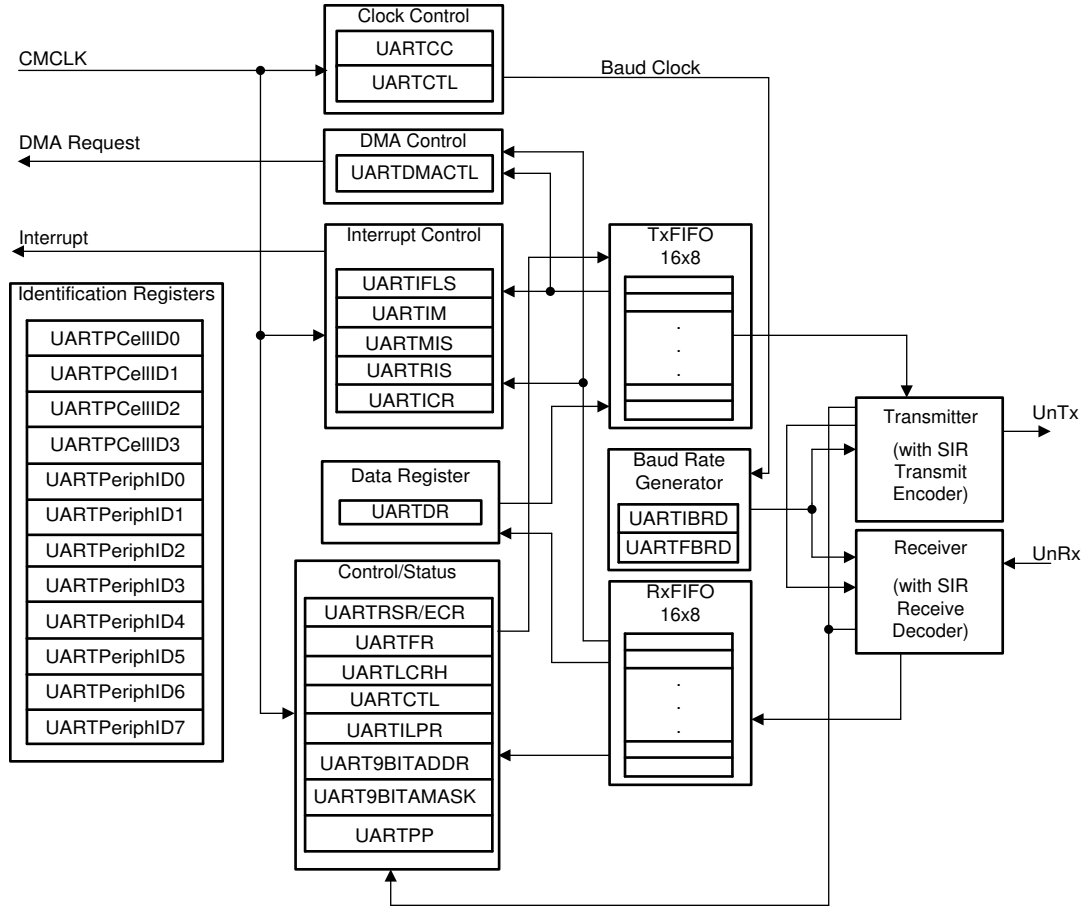 Clock Control
UARTCC
UARTCTL
CMCLK
Baud Clock
DMA Request
DMA Control
UARTDMACTL
Interrupt
Interrupt Control
UARTIFLS
UARTIM
UARTMIS
UARTRIS
UARTICR
TxFIFO
16x8
.
.
.
Identification Registers
UARTPCellID0
UARTPCellID1
UARTPCellID2
UARTPCellID3
UARTPeriphID0
UARTPeriphID1
UARTPeriphID2
UARTPeriphID3
UARTPeriphID4
UARTPeriphID5
UARTPeriphID6
UARTPeriphID7
Data Register
UARTDR
Baud Rate
Generator
UARTIBRD
UARTFBRD
Transmitter
(with SIR
Transmit
Encoder)
UnTx
Receiver
(with SIR
Receive
Decoder)
UnRx
Control/Status
UARTRSR/ECR
UARTFR
UARTLCRH
UARTCTL
UARTILPR
UART9BITADDR
UART9BITAMASK
UARTPP
RxFIFO
16x8
.
.
.